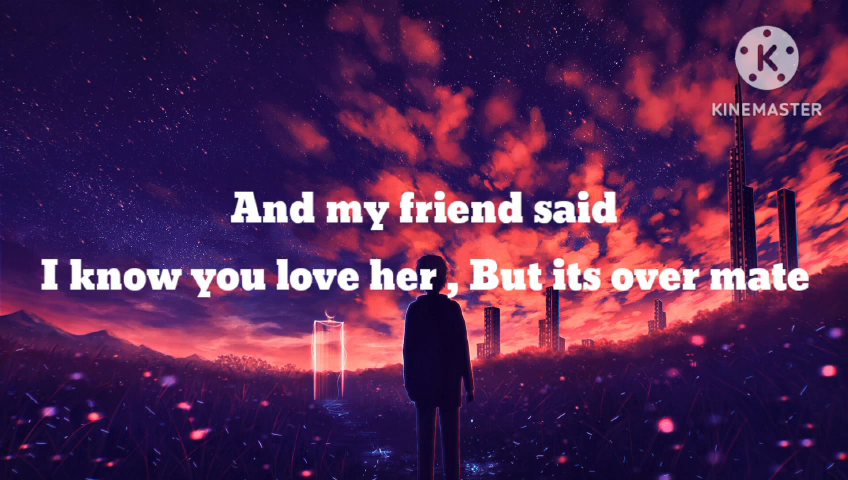 K
KINEMASTER
And my friend said
I know you love her , But its over mate